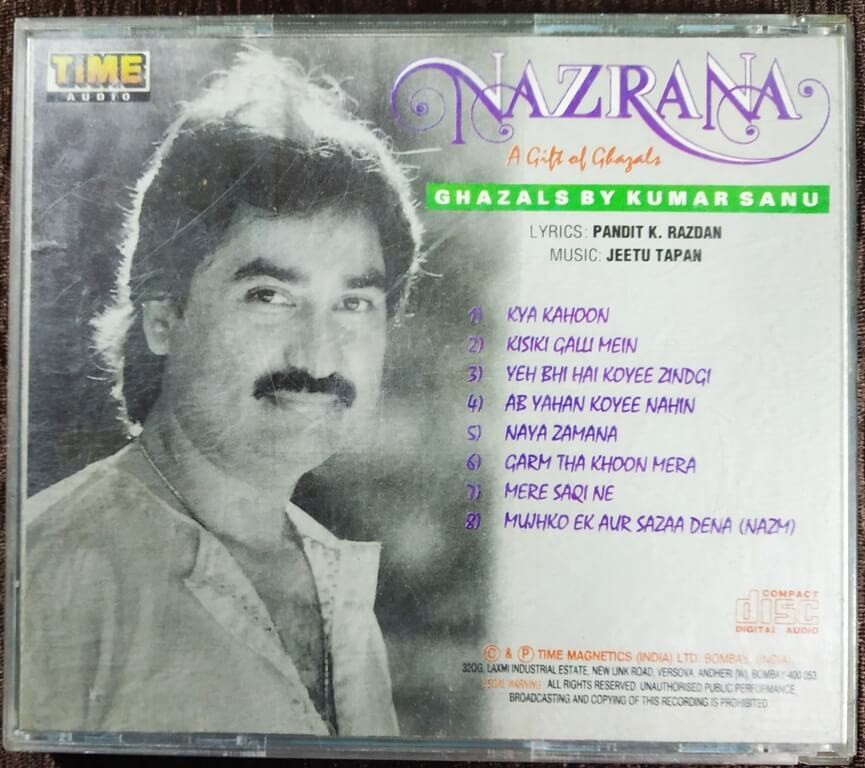 TIME
AUDIO
NAZRANA
A Gift of Ghazals
GHAZALS BY KUMAR SANU
LYRICS: PANDIT K. RAZDAN
MUSIC: JEETU TAPAN
1) KYA KAHOON
2) KISIKI GALLI MEIN
3) YEH BHI HAI KOYEE ZINDGI
4) AB YAHAN KOYEE NAHIN
5) NAYA ZAMANA
6) GARM THA KHOON MERA
7) MERE SAQI NE
8) MUJHKO EK AUR SAZAA DENA (NAZM)
COMPACT
disc
DIGITAL AUDIO
© & ℗ TIME MAGNETICS (INDIA) LTD. BOMBAY. (INDIA)
32QG, LAXMI INDUSTRIAL ESTATE, NEW LINK ROAD, VERSOVA, ANDHERI (W), BOMBAY-400 053
LEGAL WARNING: ALL RIGHTS RESERVED. UNAUTHORISED PUBLIC PERFORMANCE,
BROADCASTING AND COPYING OF THIS RECORDING IS PROHIBITED